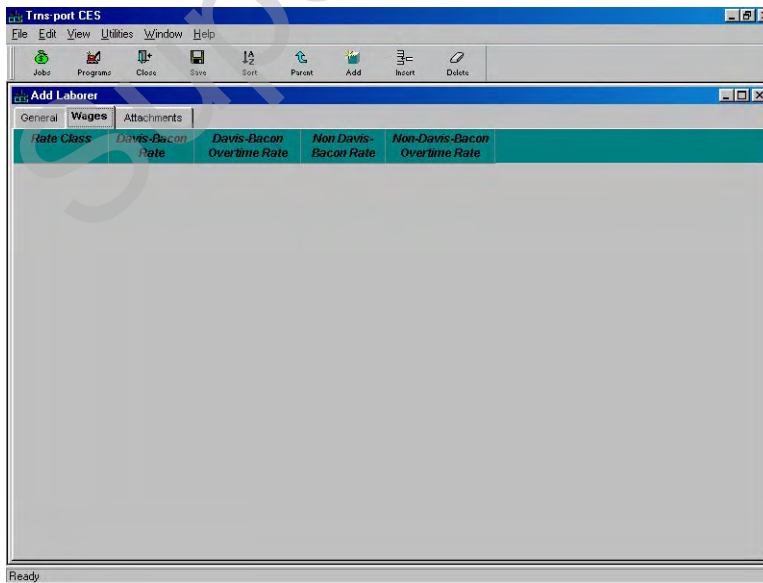 Trns·port CES
File Edit View Utilities Window Help
Jobs Programs Close Save Sort Parent Add Insert Delete
Add Laborer
General Wages Attachments
Rate Class Davis-Bacon Davis-Bacon Non Davis- Non-Davis-Bacon
Rate Overtime Rate Bacon Rate Overtime Rate
Ready
Sup